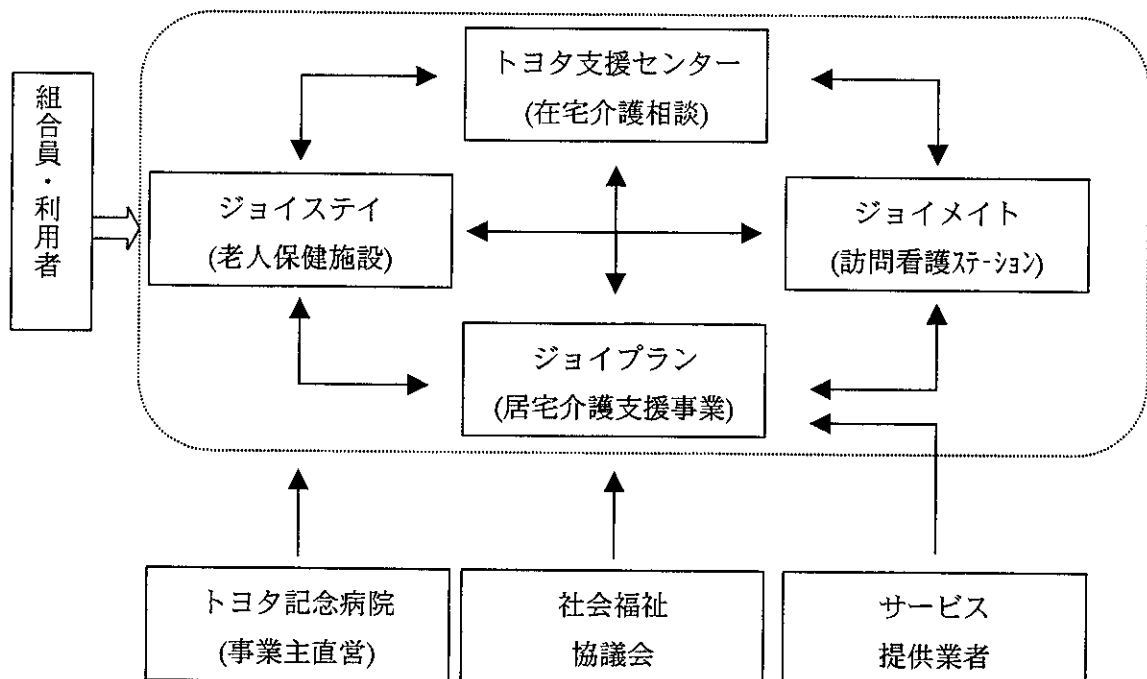 組合員・利用者
トヨタ支援センター
(在宅介護相談)
ジョイステイ
(老人保健施設)
ジョイメイト
(訪問看護ｽﾃｰｼｮﾝ)
ジョイプラン
(居宅介護支援事業)
トヨタ記念病院
(事業主直営)
社会福祉
協議会
サービス
提供業者